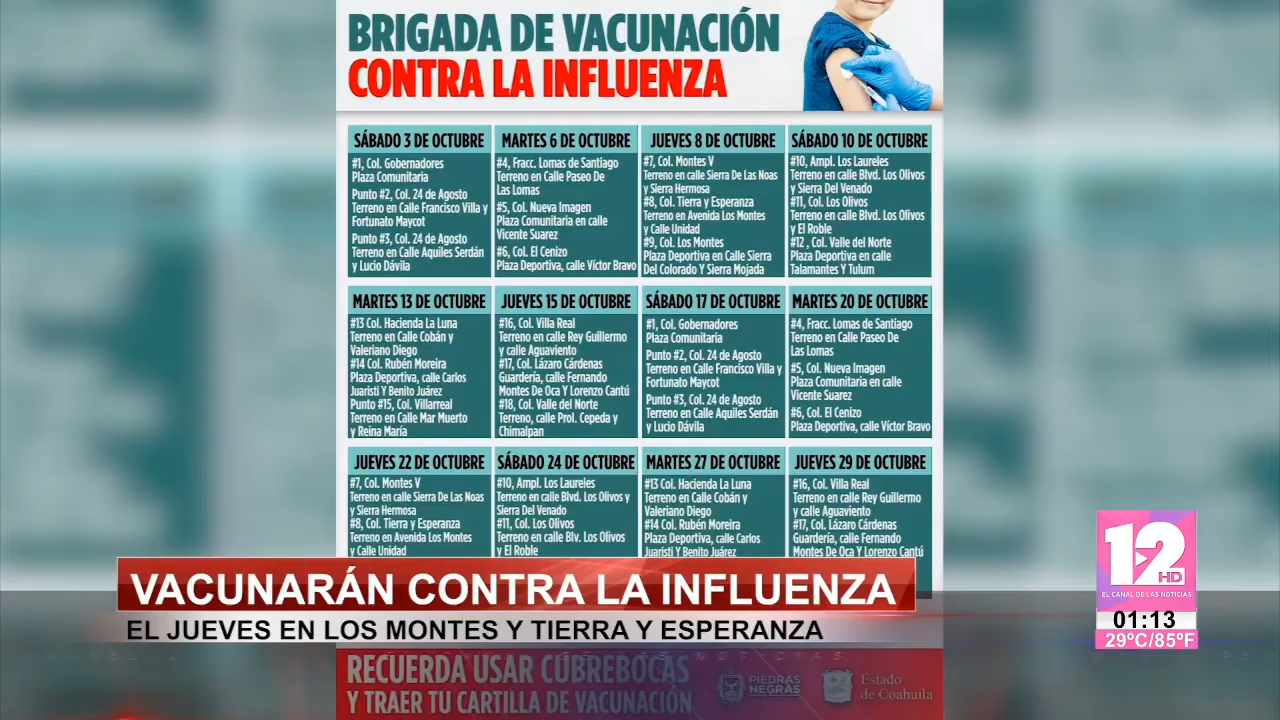 BRIGADA DE VACUNACIÓN
CONTRA LA INFLUENZA
SÁBADO 3 DE OCTUBRE
#1, Col. Gobernadores
Plaza Comunitaria
Punto #2, Col. 24 de Agosto
Terreno en Calle Francisco Villa y
Fortunato Maycot
Punto #3, Col. 24 de Agosto
Terreno en Calle Aquiles Serdán
y Lucio Dávila
MARTES 6 DE OCTUBRE
#4, Fracc. Lomas de Santiago
Terreno en Calle Paseo De
Las Lomas
#5, Col. Nueva Imagen
Plaza Comunitaria en calle
Vicente Suarez
#6, Col. El Cenizo
Plaza Deportiva, calle Víctor Bravo
JUEVES 8 DE OCTUBRE
#7, Col. Montes V
Terreno en calle Sierra De Las Noas
y Sierra Hermosa
#8, Col. Tierra y Esperanza
Terreno en Avenida Los Montes
y Calle Unidad
#9, Col. Los Montes
Plaza Deportiva en Calle Sierra
Del Colorado Y Sierra Mojada
SÁBADO 10 DE OCTUBRE
#10, Ampl. Los Laureles
Terreno en calle Blvd. Los Olivos
y Sierra Del Venado
#11, Col. Los Olivos
Terreno en calle Blvd. Los Olivos
y El Roble
#12 , Col. Valle del Norte
Plaza Deportiva en calle
Talamantes Y Tulum
MARTES 13 DE OCTUBRE
#13 Col. Hacienda La Luna
Terreno en Calle Cobán y
Valeriano Diego
#14 Col. Rubén Moreira
Plaza Deportiva, calle Carlos
Juaristi Y Benito Juárez
Punto #15, Col. Villarreal
Terreno en Calle Mar Muerto
y Reina María
JUEVES 15 DE OCTUBRE
#16, Col. Villa Real
Terreno en calle Rey Guillermo
y calle Aguaviento
#17, Col. Lázaro Cárdenas
Guardería, calle Fernando
Montes De Oca Y Lorenzo Cantú
#18, Col. Valle del Norte
Terreno, calle Prol. Cepeda y
Chimalpan
SÁBADO 17 DE OCTUBRE
#1, Col. Gobernadores
Plaza Comunitaria
Punto #2, Col. 24 de Agosto
Terreno en Calle Francisco Villa y
Fortunato Maycot
Punto #3, Col. 24 de Agosto
Terreno en Calle Aquiles Serdán
y Lucio Dávila
MARTES 20 DE OCTUBRE
#4, Fracc. Lomas de Santiago
Terreno en Calle Paseo De
Las Lomas
#5, Col. Nueva Imagen
Plaza Comunitaria en calle
Vicente Suarez
#6, Col. El Cenizo
Plaza Deportiva, calle Víctor Bravo
JUEVES 22 DE OCTUBRE
#7, Col. Montes V
Terreno en calle Sierra De Las Noas
y Sierra Hermosa
#8, Col. Tierra y Esperanza
Terreno en Avenida Los Montes
y Calle Unidad
SÁBADO 24 DE OCTUBRE
#10, Ampl. Los Laureles
Terreno en calle Blvd. Los Olivos y
Sierra Del Venado
#11, Col. Los Olivos
Terreno en calle Blv. Los Olivos
y El Roble
MARTES 27 DE OCTUBRE
#13 Col. Hacienda La Luna
Terreno en Calle Cobán y
Valeriano Diego
#14 Col. Rubén Moreira
Plaza Deportiva, calle Carlos
Juaristi Y Benito Juárez
JUEVES 29 DE OCTUBRE
#16, Col. Villa Real
Terreno en calle Rey Guillermo
y calle Aguaviento
#17, Col. Lázaro Cárdenas
Guardería, calle Fernando
Montes De Oca Y Lorenzo Cantú
VACUNARÁN CONTRA LA INFLUENZA
EL JUEVES EN LOS MONTES Y TIERRA Y ESPERANZA
12
HD
EL CANAL DE LAS NOTICIAS
01:13
29ºC/85ºF
RECUERDA USAR CUBREBOCAS
Y TRAER TU CARTILLA DE VACUNACIÓN
PIEDRAS
NEGRAS
Estado
de Coahuila